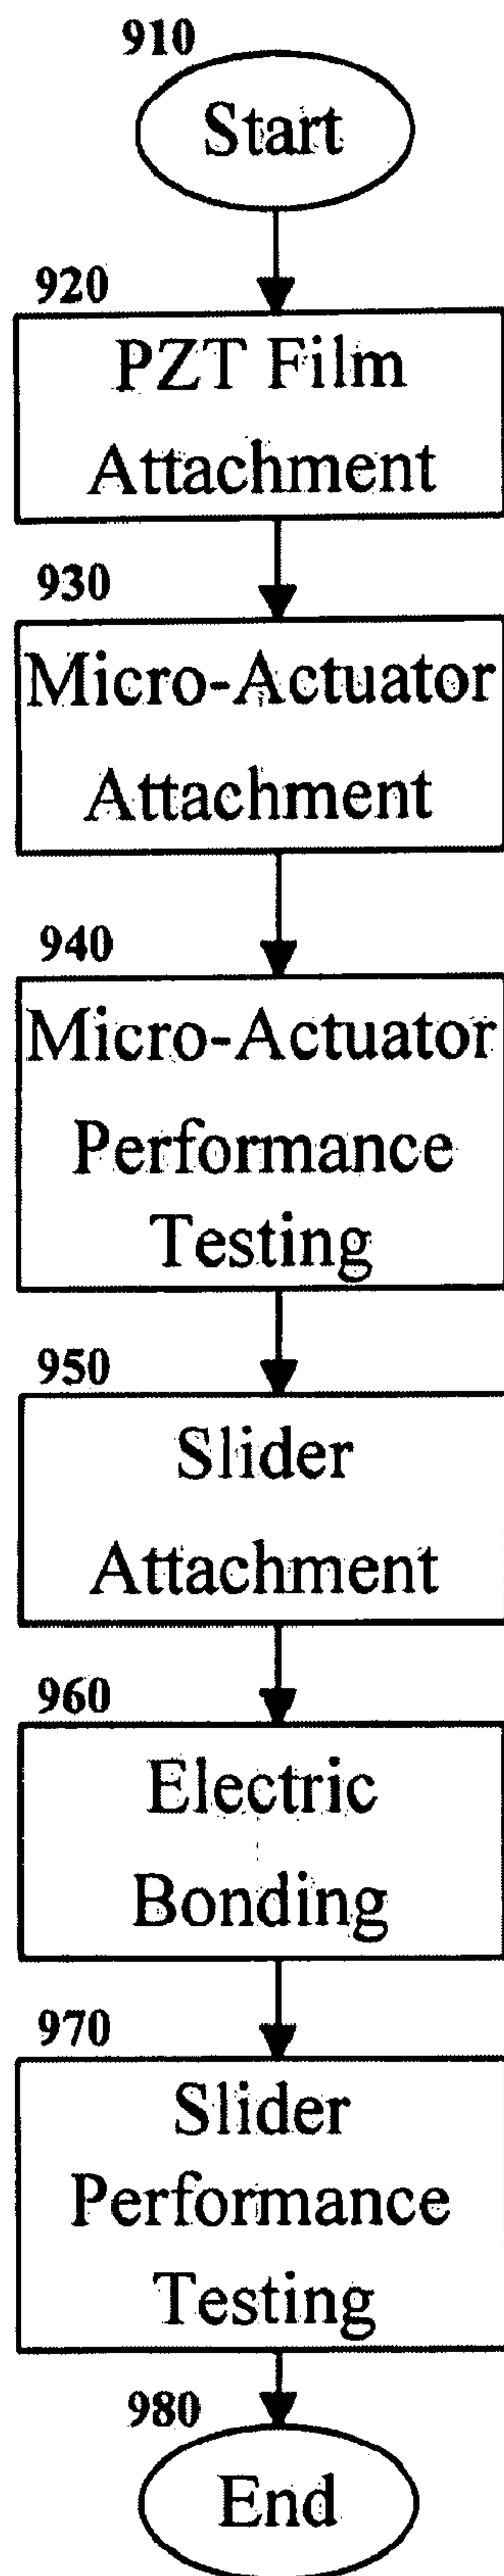 910
Start
920
PZT Film
Attachment
930
Micro-Actuator
Attachment
940
Micro-Actuator
Performance
Testing
950
Slider
Attachment
960
Electric
Bonding
970
Slider
Performance
Testing
980
End